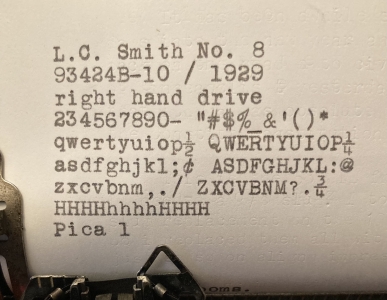 L.C. Smith No. 8
93424B-10 / 1929
right hand drive
234567890- "#$%_&'()*
qwertyuiop½ QWERTYUIOP¼
asdfghjkl;¢ ASDFGHJKL:@
zxcvbnm,./ ZXCVBNM?.¾
HHHHhhhhHHHH
Pica 1